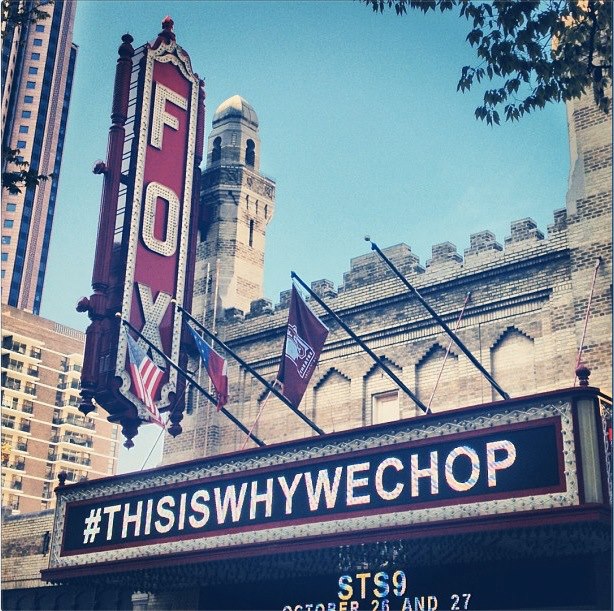 FOX
#THISISWHYWECHOP
STS9
OCTOBER 26 AND 27